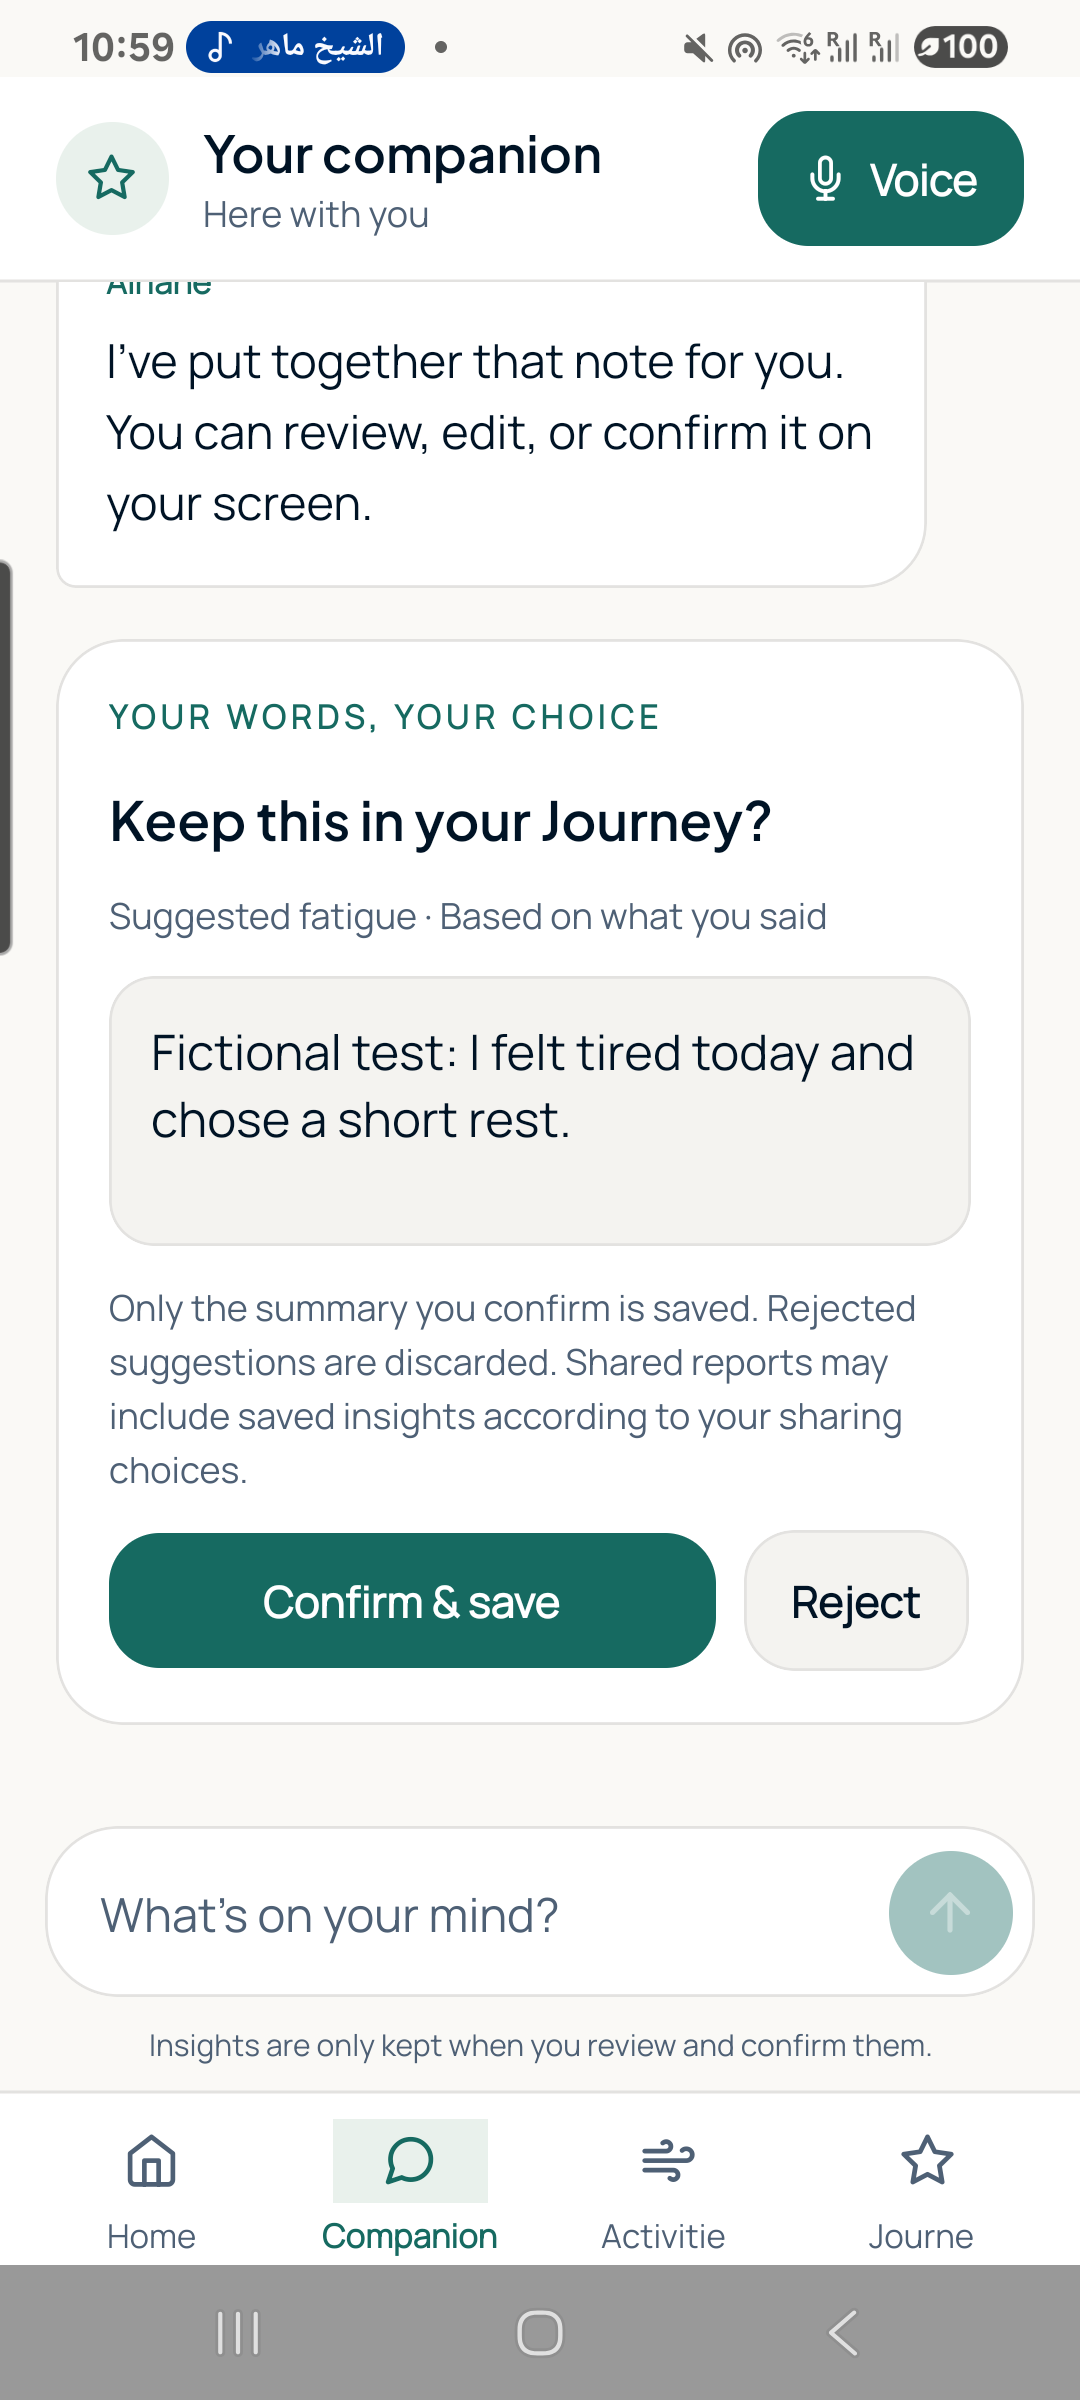 10:59
الشيخ ماهر
6
R
R
100
Your companion
Here with you
Voice
I've put together that note for you.
You can review, edit, or confirm it on
your screen.
YOUR WORDS, YOUR CHOICE
Keep this in your Journey?
Suggested fatigue · Based on what you said
Fictional test: I felt tired today and
chose a short rest.
Only the summary you confirm is saved. Rejected
suggestions are discarded. Shared reports may
include saved insights according to your sharing
choices.
Confirm & save
Reject
What's on your mind?
Insights are only kept when you review and confirm them.
Home
Companion
Activitie
Journe